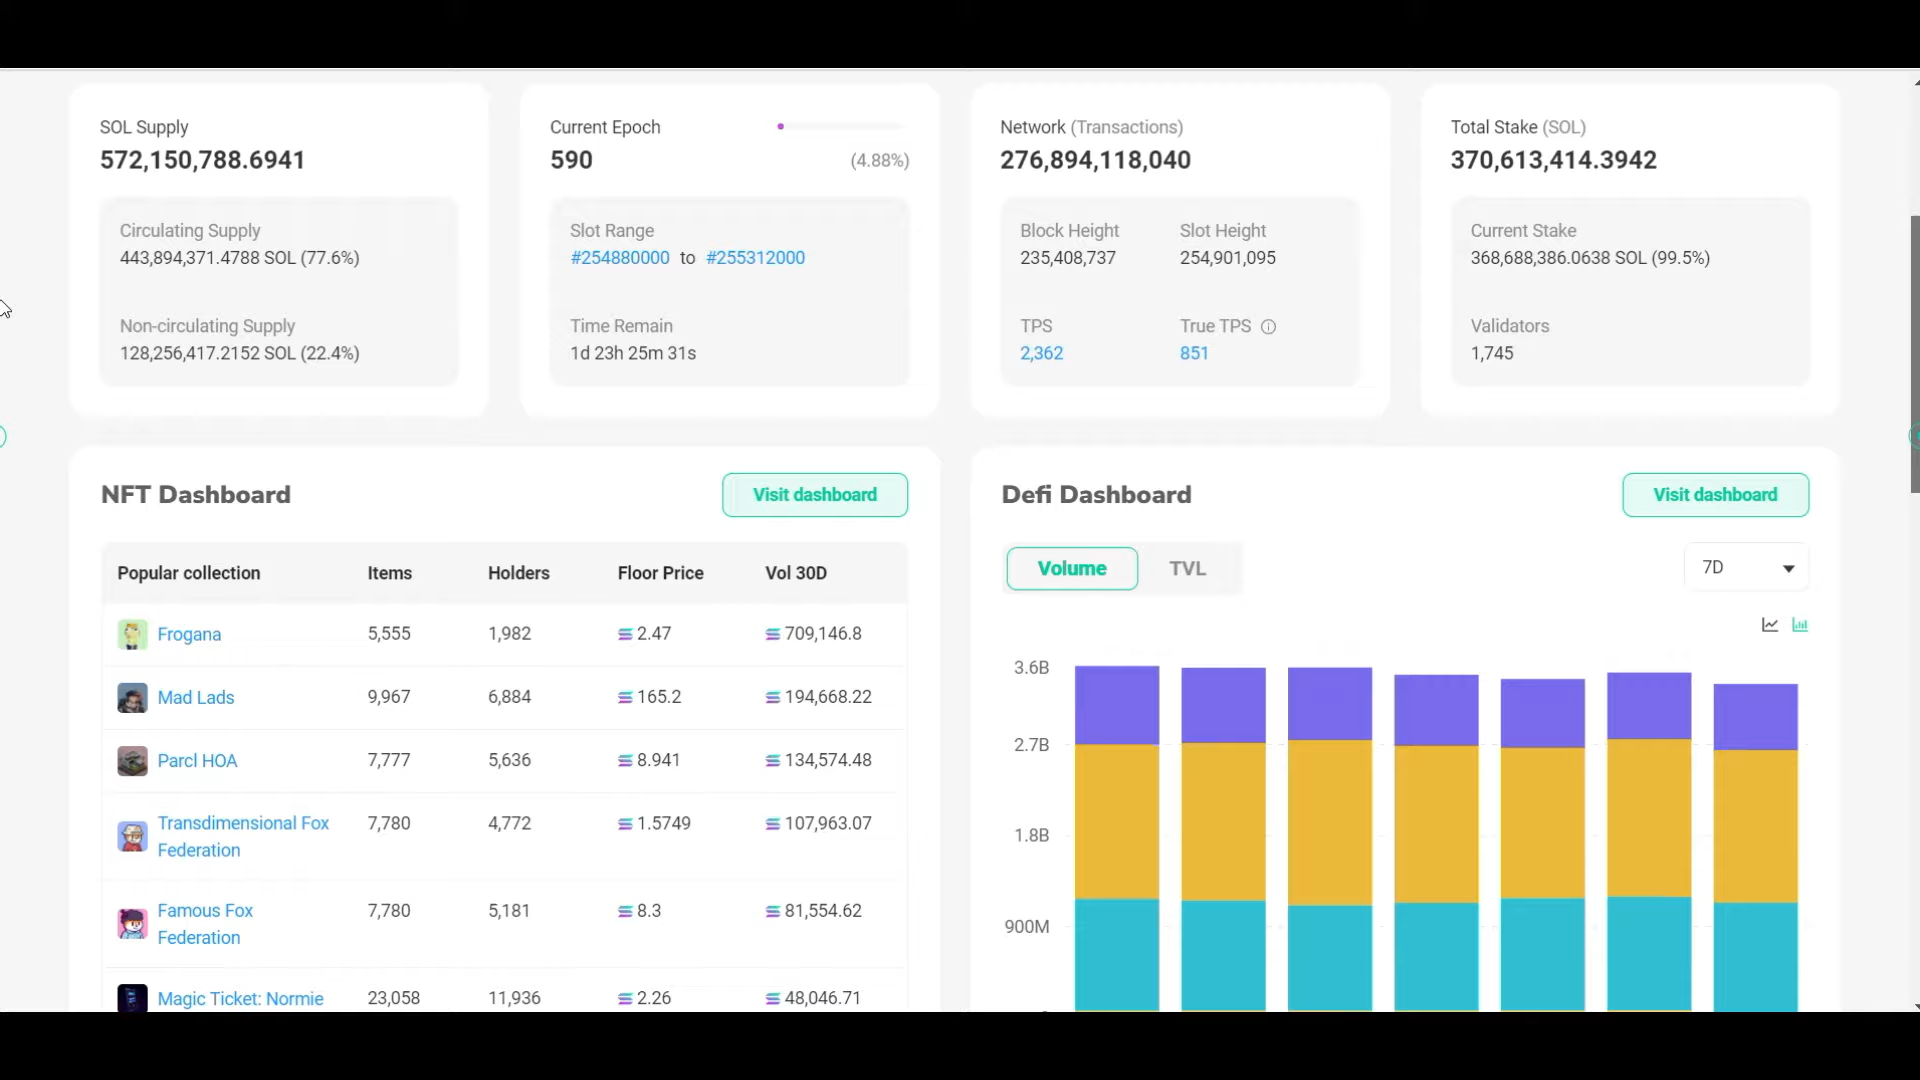 SOL Supply
572,150,788.6941
Circulating Supply
443,894,371.4788 SOL (77.6%)
Non-circulating Supply
128,256,417.2152 SOL (22.4%)
Current Epoch
590
(4.88%)
Slot Range
#254880000 to #255312000
Time Remain
1d 23h 25m 31s
Network (Transactions)
276,894,118,040
Block Height
235,408,737
Slot Height
254,901,095
TPS
2,362
True TPS
851
Total Stake (SOL)
370,613,414.3942
Current Stake
368,688,386.0638 SOL (99.5%)
Validators
1,745
NFT Dashboard
Visit dashboard
Popular collection Items Holders Floor Price Vol 30D
Frogana 5,555 1,982 2.47 709,146.8
Mad Lads 9,967 6,884 165.2 194,668.22
Parcl HOA 7,777 5,636 8.941 134,574.48
Transdimensional Fox 7,780 4,772 1.5749 107,963.07
Federation
Famous Fox 7,780 5,181 8.3 81,554.62
Federation
Magic Ticket: Normie 23,058 11,936 2.26 48,046.71
Defi Dashboard
Visit dashboard
Volume TVL
7D
3.6B
2.7B
1.8B
900M